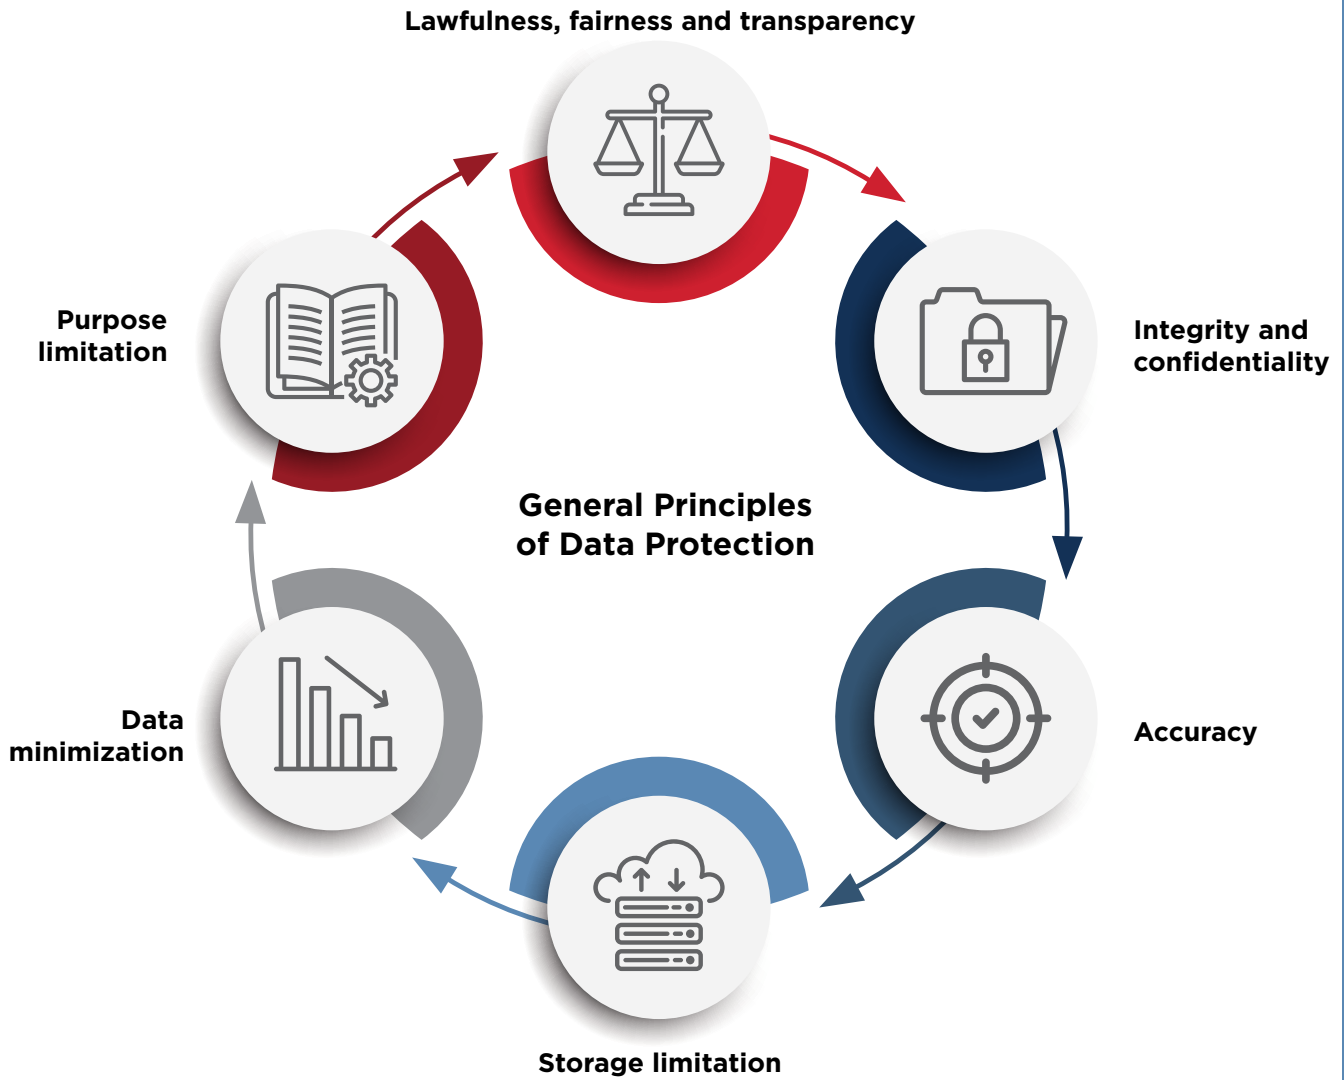 Lawfulness, fairness and transparency
Integrity and
confidentiality
Accuracy
Storage limitation
Data
minimization
Purpose
limitation
General Principles
of Data Protection